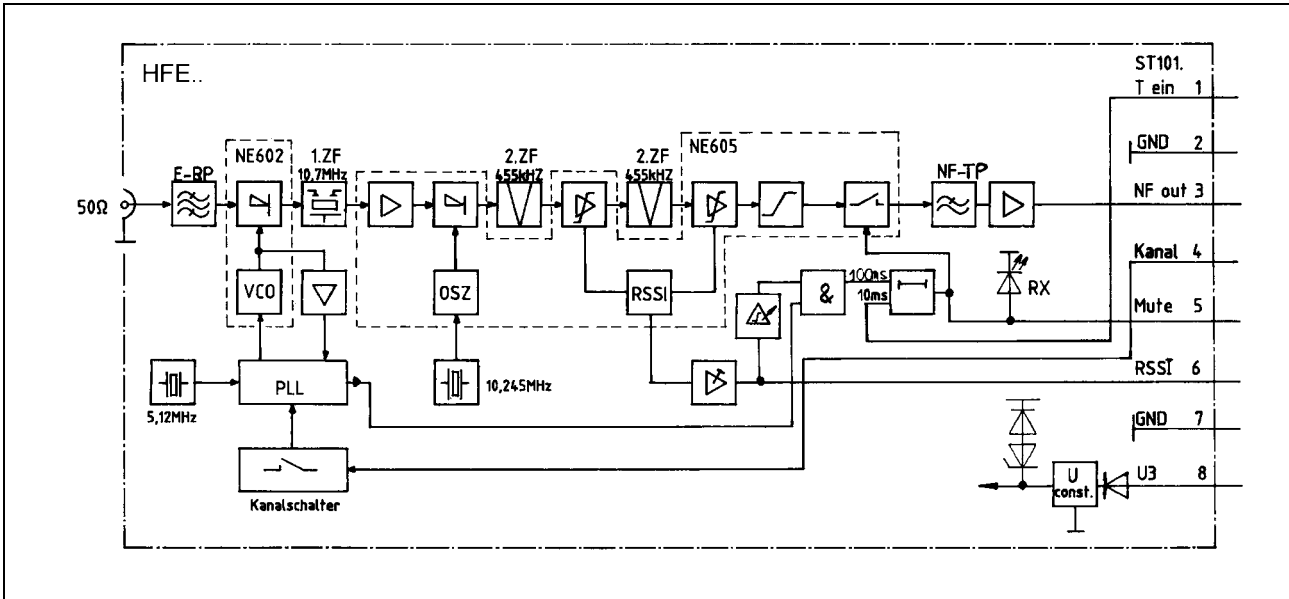 HFE..
ST101.
T ein 1
GND 2
NE602
1.ZF
10,7MHz
2.ZF
455kHZ
2.ZF
455kHZ
NE605
E-BP
NF-TP
50Ω
NF out 3
Kanal 4
VCO
OSZ
RSSI
&
100ms
10ms
RX
Mute 5
RSSI 6
PLL
10,245MHz
5,12MHz
GND 7
U3 8
U
const.
Kanalschalter